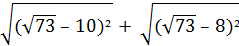 √(√73 – 10)² + √(√73 – 8)²